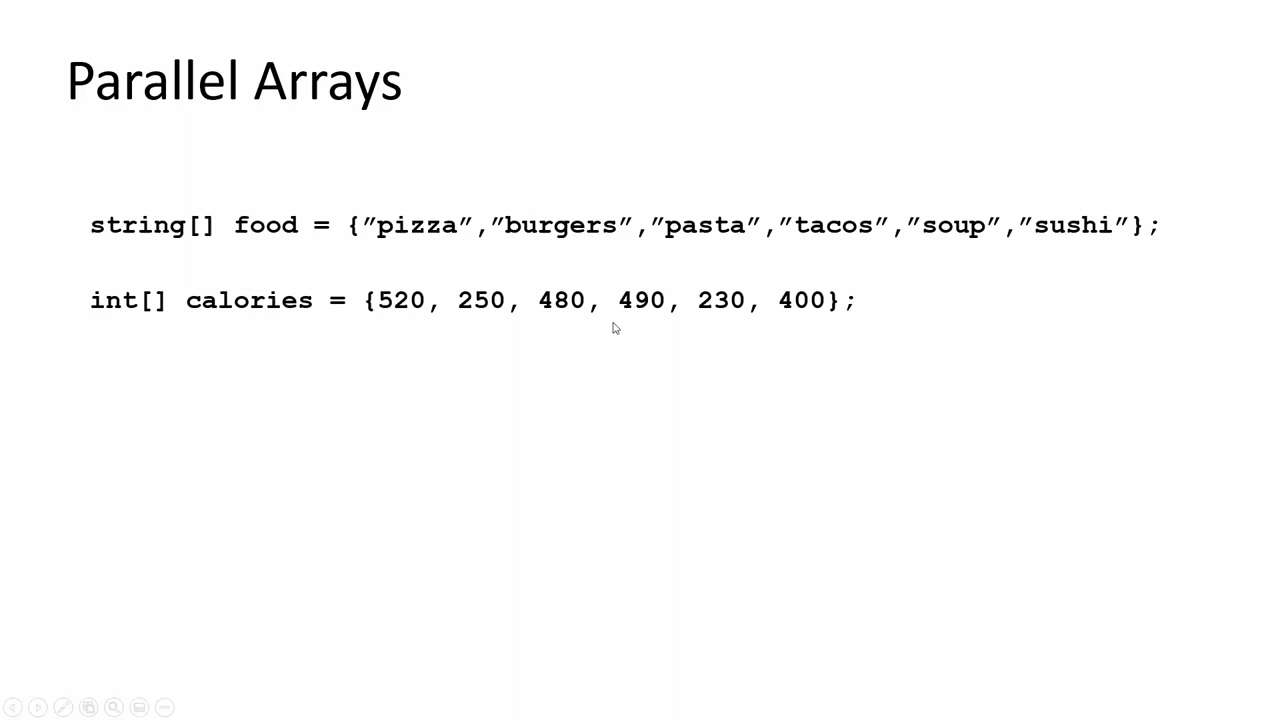 Parallel Arrays
string[] food = {”pizza”,”burgers”,”pasta”,”tacos”,”soup”,”sushi”};
int[] calories = {520, 250, 480, 490, 230, 400};